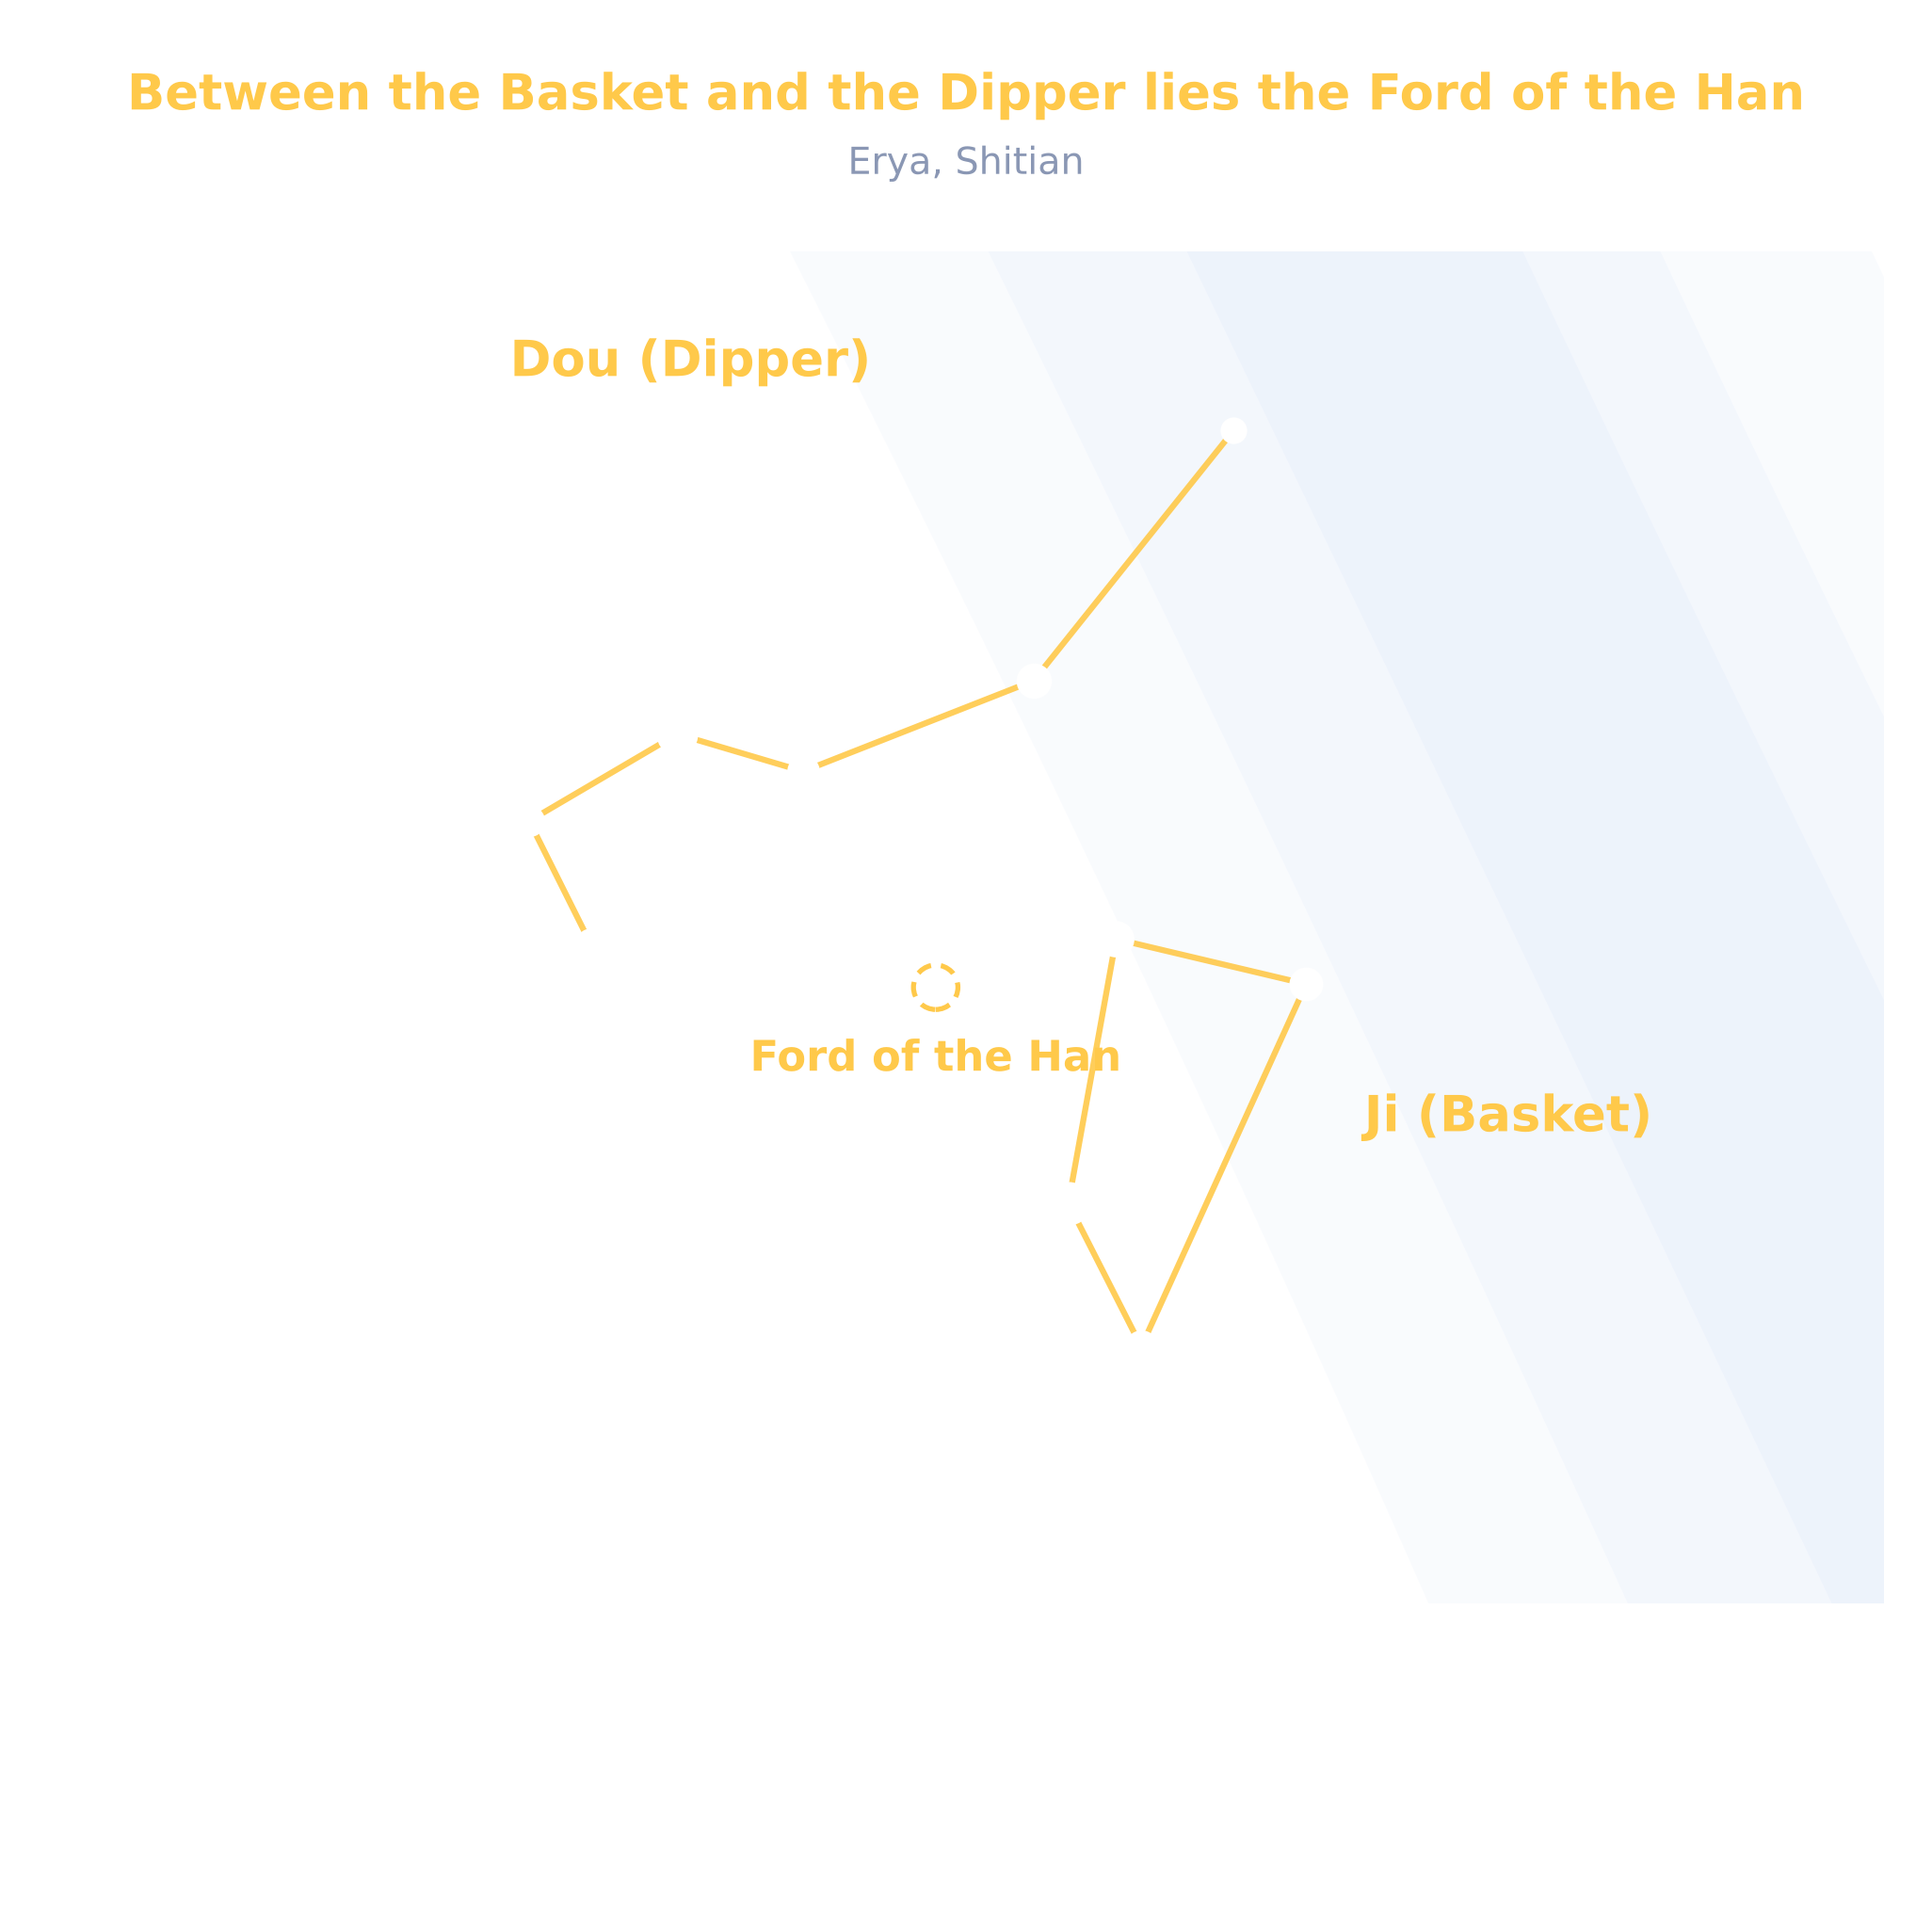 Between the Basket and the Dipper lies the Ford of the Han
Erya, Shitian
Dou (Dipper)
Ford of the Han
Ji (Basket)